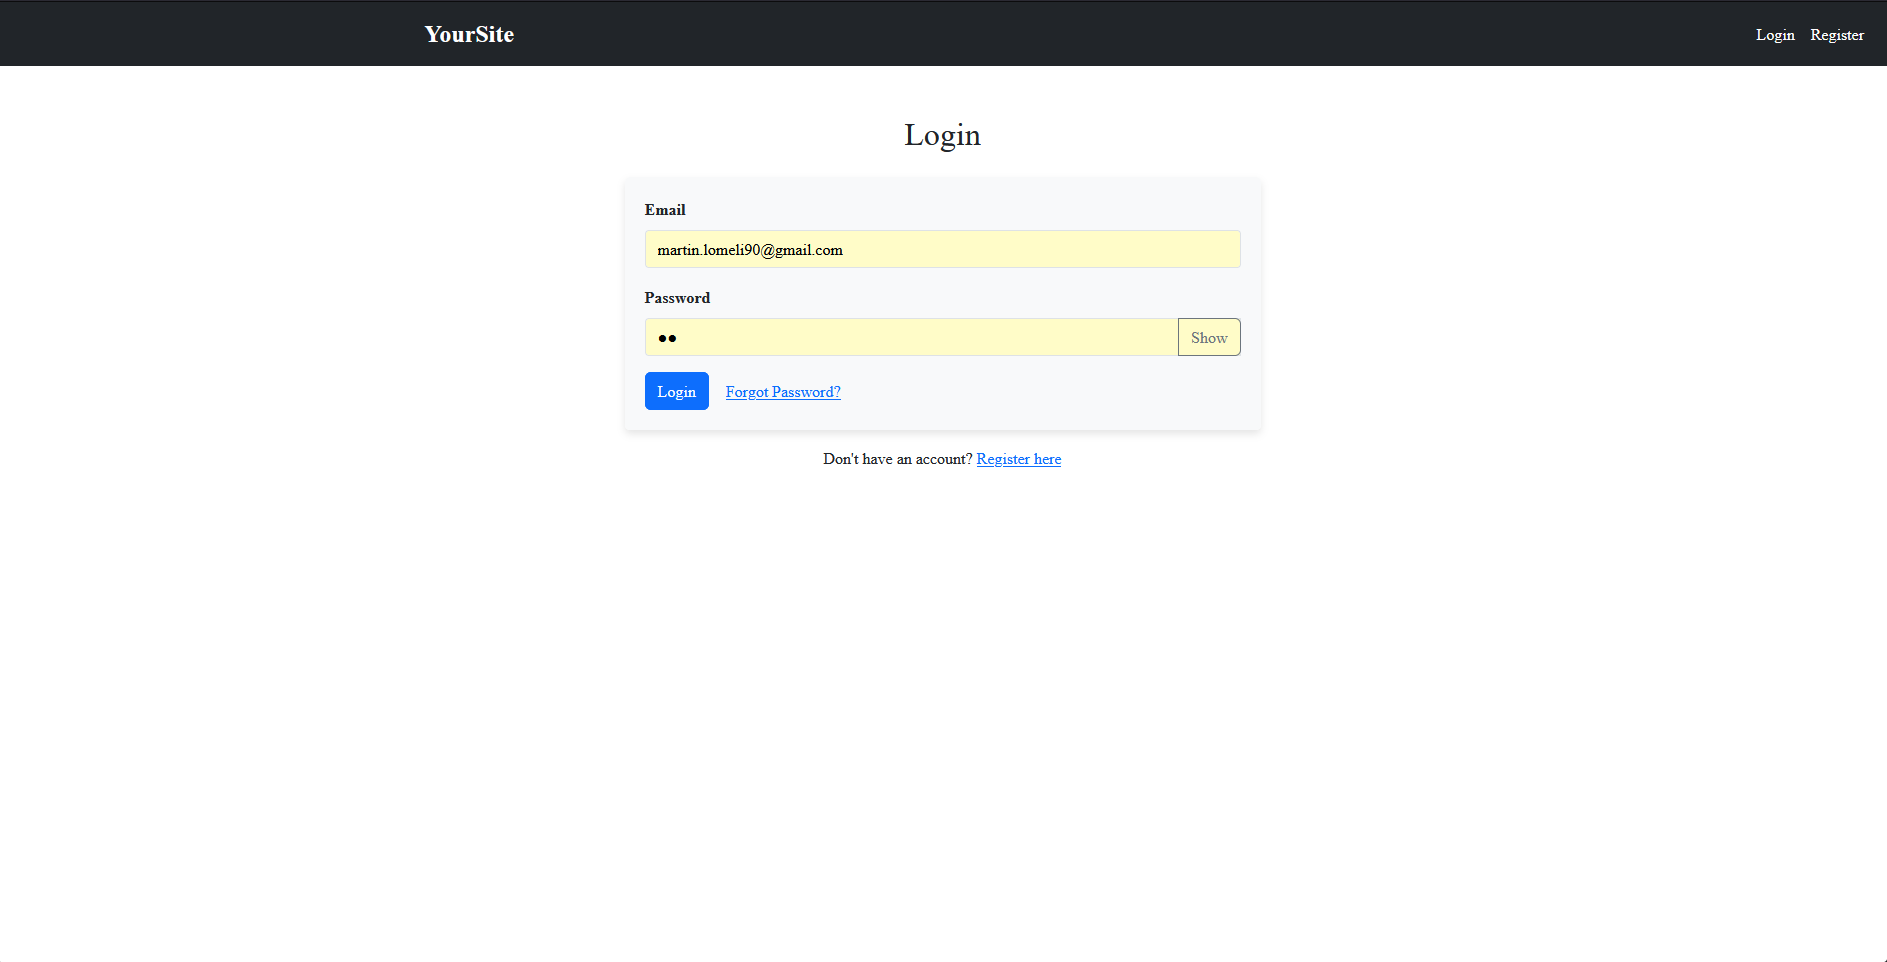 YourSite
Login Register
Login
Email
martin.lomeli90@gmail.com
Password
●● Show
Login Forgot Password?
Don't have an account? Register here